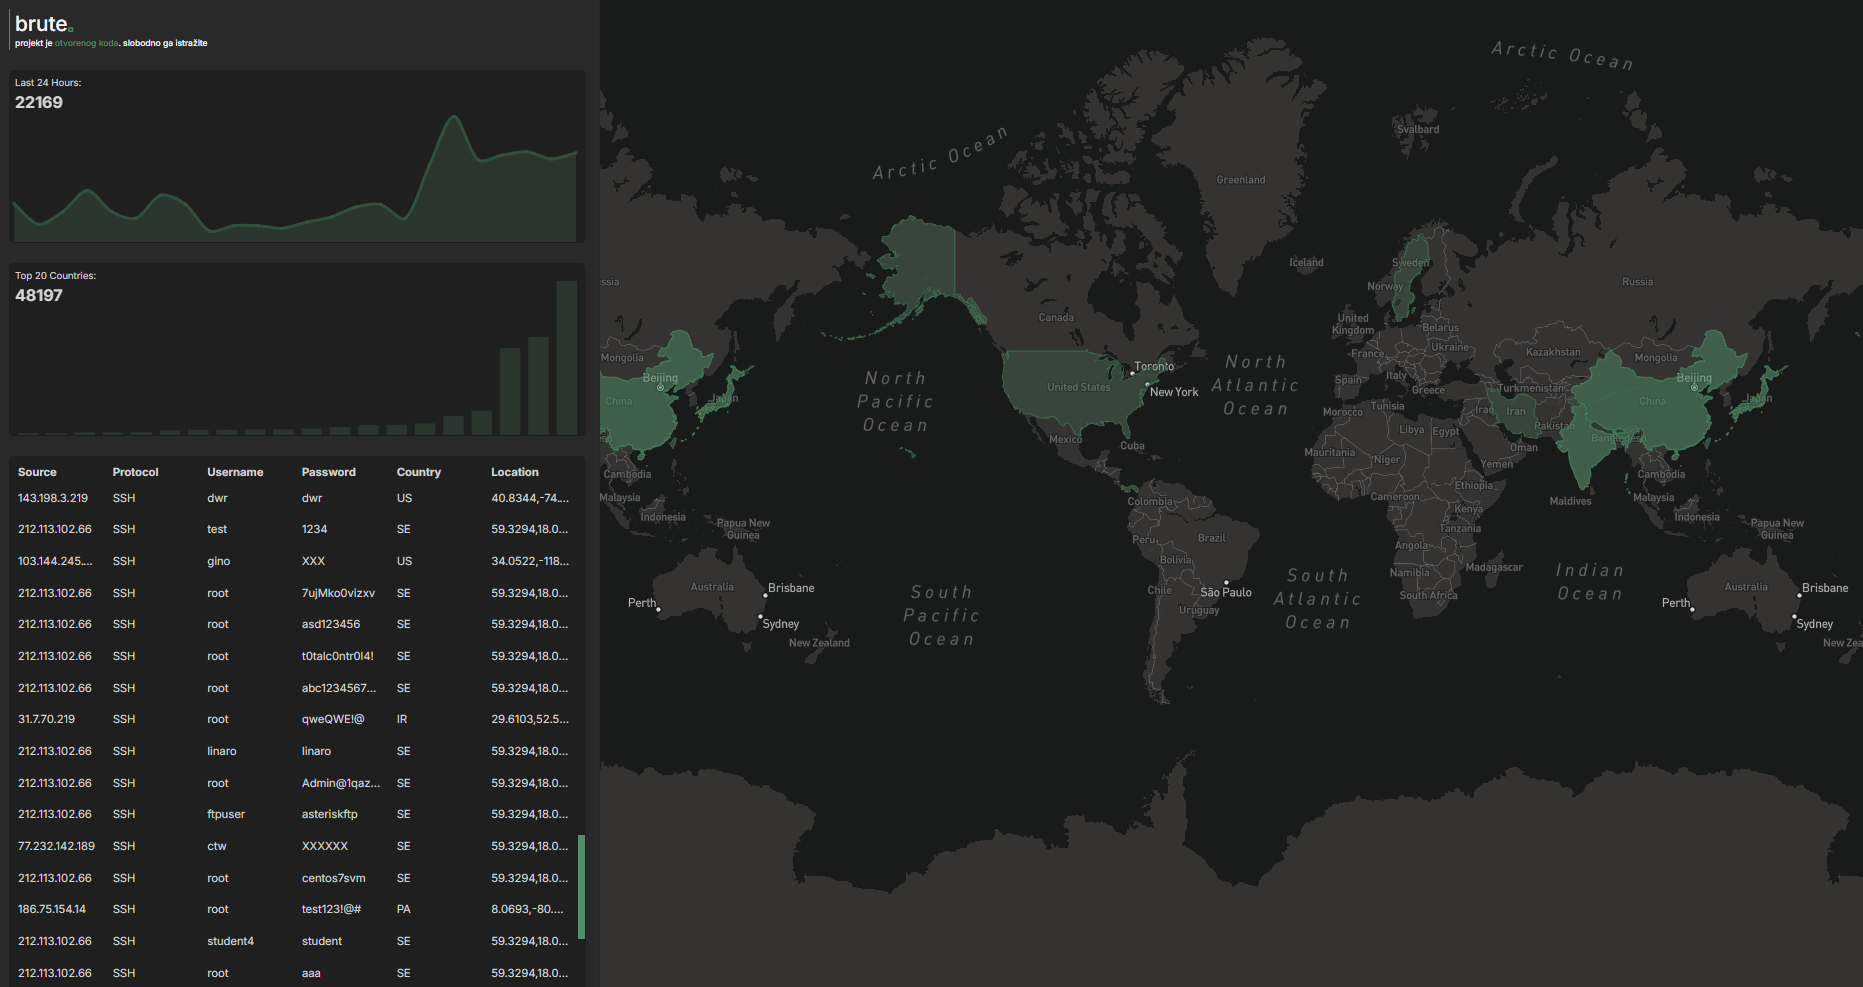 brute.
projekt je otvorenog koda. slobodno ga istražite
Last 24 Hours:
22169
Top 20 Countries:
48197
Source Protocol Username Password Country Location
143.198.3.219 SSH dwr dwr US 40.8344,-74....
212.113.102.66 SSH test 1234 SE 59.3294,18.0...
103.144.245.... SSH gino XXX US 34.0522,-118...
212.113.102.66 SSH root 7ujMko0vizxv SE 59.3294,18.0...
212.113.102.66 SSH root asd123456 SE 59.3294,18.0...
212.113.102.66 SSH root t0talc0ntr0l4! SE 59.3294,18.0...
212.113.102.66 SSH root abc1234567... SE 59.3294,18.0...
31.7.70.219 SSH root qweQWE!@ IR 29.6103,52.5...
212.113.102.66 SSH linaro linaro SE 59.3294,18.0...
212.113.102.66 SSH root Admin@1qaz... SE 59.3294,18.0...
212.113.102.66 SSH ftpuser asteriskftp SE 59.3294,18.0...
77.232.142.189 SSH ctw XXXXXX SE 59.3294,18.0...
212.113.102.66 SSH root centos7svm SE 59.3294,18.0...
186.75.154.14 SSH root test123!@# PA 8.0693,-80....
212.113.102.66 SSH student4 student SE 59.3294,18.0...
212.113.102.66 SSH root aaa SE 59.3294,18.0...
Arctic Ocean
Arctic Ocean
Svalbard
Greenland
Iceland
Sweden
Norway
Russia
Canada
United
Kingdom
Belarus
Ukraine
France
Kazakhstan
Mongolia
Mongolia
Toronto
New York
United States
North
Pacific
Ocean
North
Atlantic
Ocean
Spain
Italy
Greece
Turkmenistan
Beijing
Beijing
China
China
Japan
Japan
Morocco
Tunisia
Iraq
Iran
Pakistan
Bangladesh
Mexico
Cuba
Libya
Egypt
Oman
Mauritania
Niger
Yemen
Cambodia
Cambodia
Ethiopia
Malaysia
Malaysia
Maldives
Colombia
Cameroon
Kenya
Indonesia
Indonesia
Papua New
Guinea
Papua New
Guinea
Tanzania
Peru
Brazil
Angola
Bolivia
Madagascar
Namibia
Chile
São Paulo
South Africa
Uruguay
Australia
Australia
Brisbane
Brisbane
Perth
Perth
Sydney
Sydney
New Zealand
South
Pacific
Ocean
South
Atlantic
Ocean
Indian
Ocean